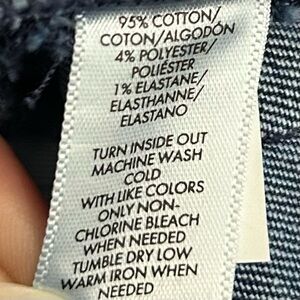 95% COTTON/
COTON/ALGODÓN
4% POLYESTER/
POLIÉSTER
1% ELASTANE/
ELASTHANNE/
ELASTANO
TURN INSIDE OUT
MACHINE WASH
COLD
WITH LIKE COLORS
ONLY NON-
CHLORINE BLEACH
WHEN NEEDED
TUMBLE DRY LOW
WARM IRON WHEN
NEEDED